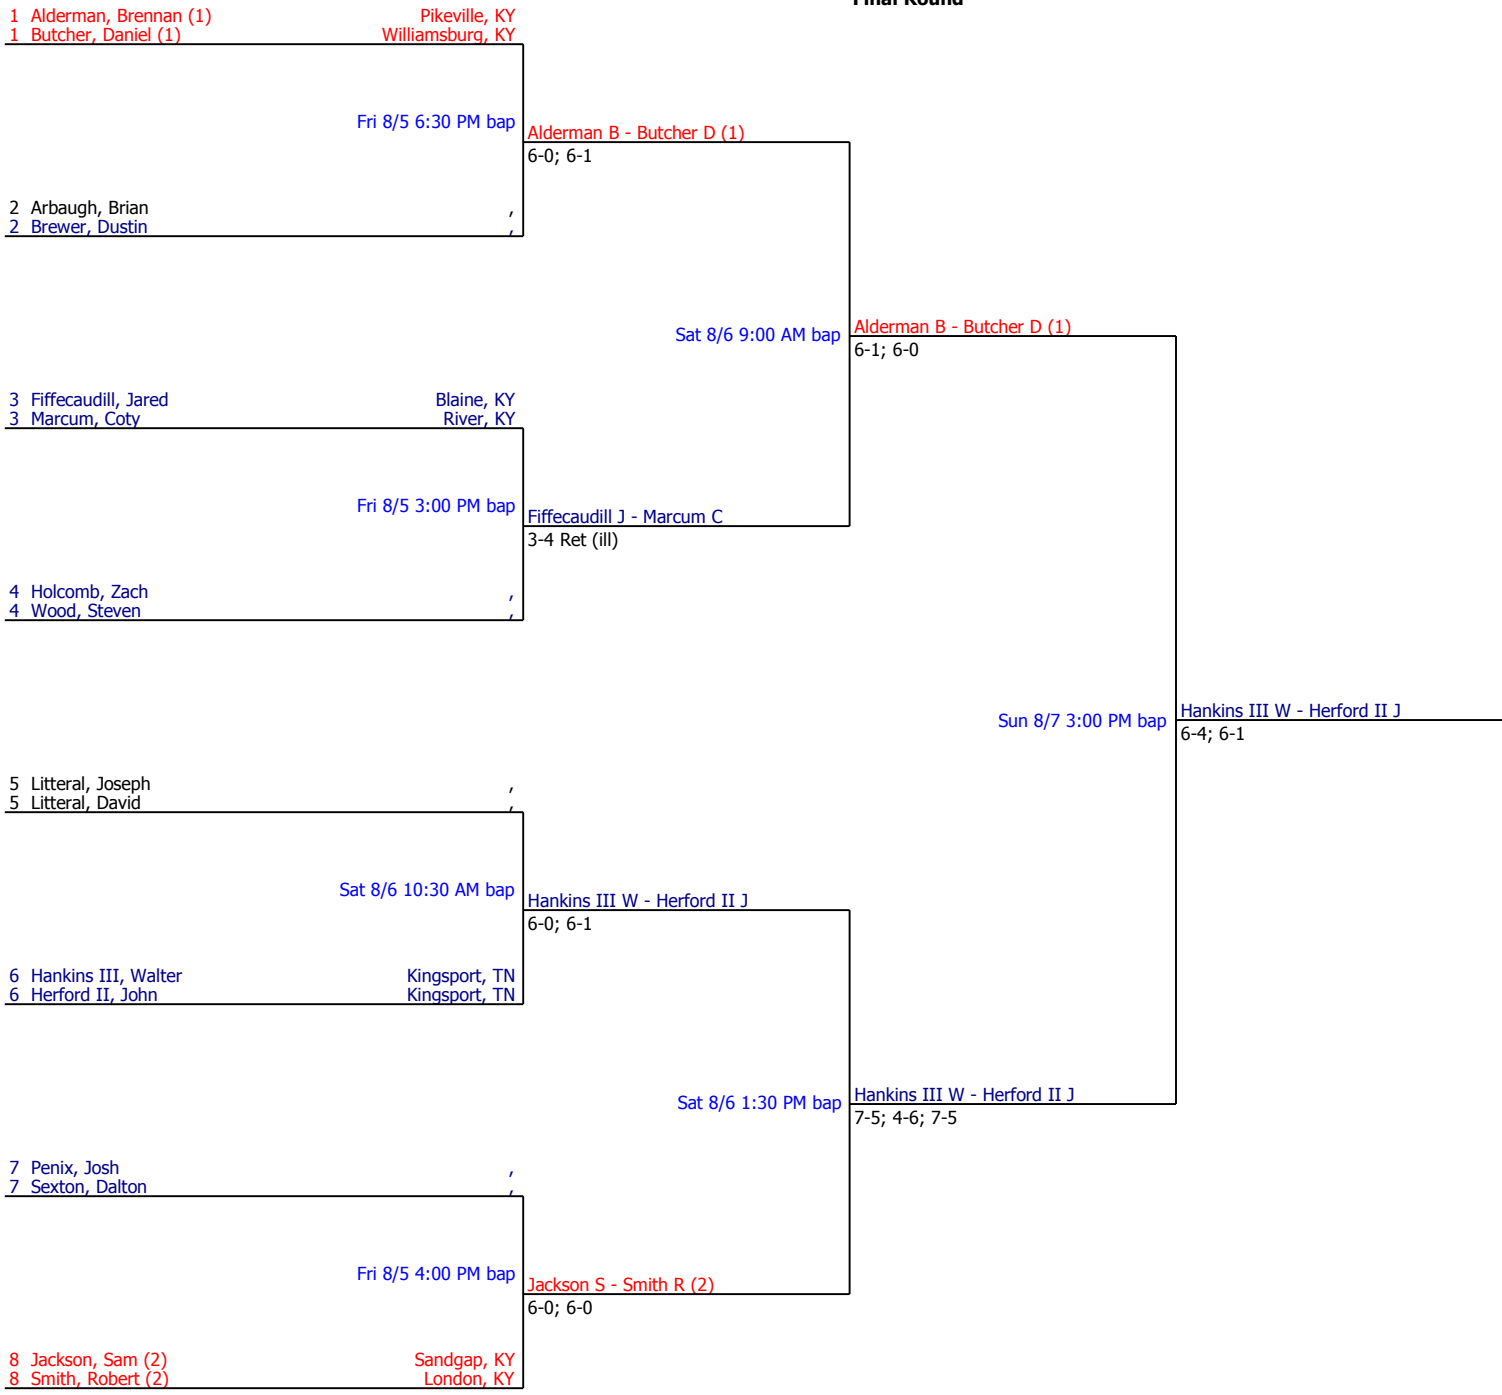 Final Round
1 Alderman, Brennan (1) Pikeville, KY
1 Butcher, Daniel (1) Williamsburg, KY
Fri 8/5 6:30 PM bap
Alderman B - Butcher D (1)
6-0; 6-1
2 Arbaugh, Brian ,
2 Brewer, Dustin ,
Sat 8/6 9:00 AM bap
Alderman B - Butcher D (1)
6-1; 6-0
3 Fiffecaudill, Jared Blaine, KY
3 Marcum, Coty River, KY
Fri 8/5 3:00 PM bap
Fiffecaudill J - Marcum C
3-4 Ret (ill)
4 Holcomb, Zach ,
4 Wood, Steven ,
Sun 8/7 3:00 PM bap
Hankins III W - Herford II J
6-4; 6-1
5 Litteral, Joseph ,
5 Litteral, David ,
Sat 8/6 10:30 AM bap
Hankins III W - Herford II J
6-0; 6-1
6 Hankins III, Walter Kingsport, TN
6 Herford II, John Kingsport, TN
Sat 8/6 1:30 PM bap
Hankins III W - Herford II J
7-5; 4-6; 7-5
7 Penix, Josh ,
7 Sexton, Dalton ,
Fri 8/5 4:00 PM bap
Jackson S - Smith R (2)
6-0; 6-0
8 Jackson, Sam (2) Sandgap, KY
8 Smith, Robert (2) London, KY